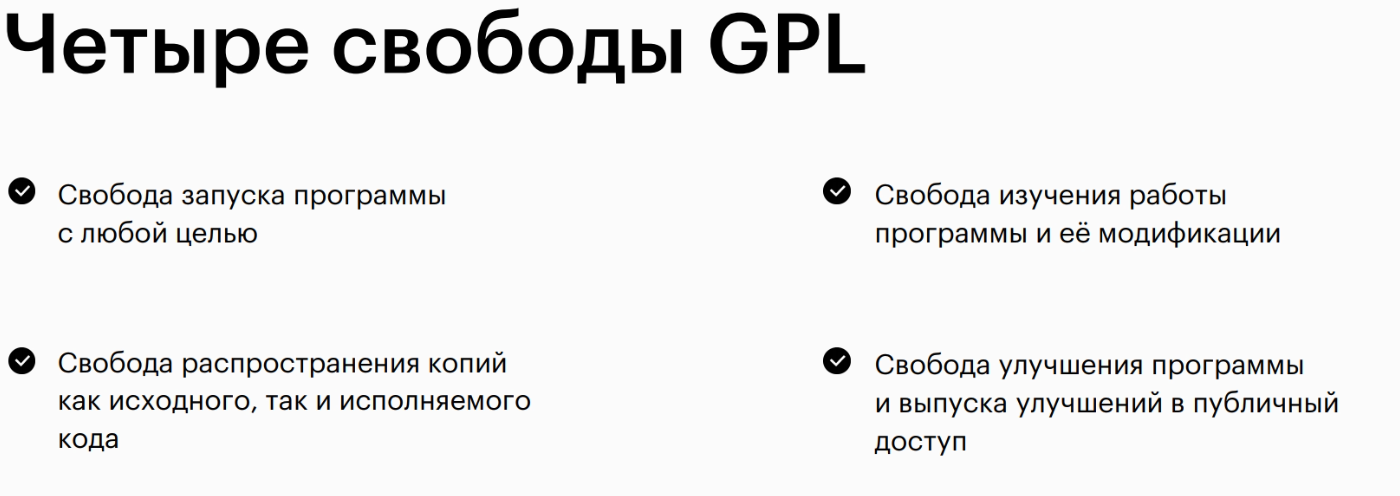 Четыре свободы GPL
Свобода запуска программы
с любой целью
Свобода изучения работы
программы и её модификации
Свобода распространения копий
как исходного, так и исполняемого
кода
Свобода улучшения программы
и выпуска улучшений в публичный
доступ